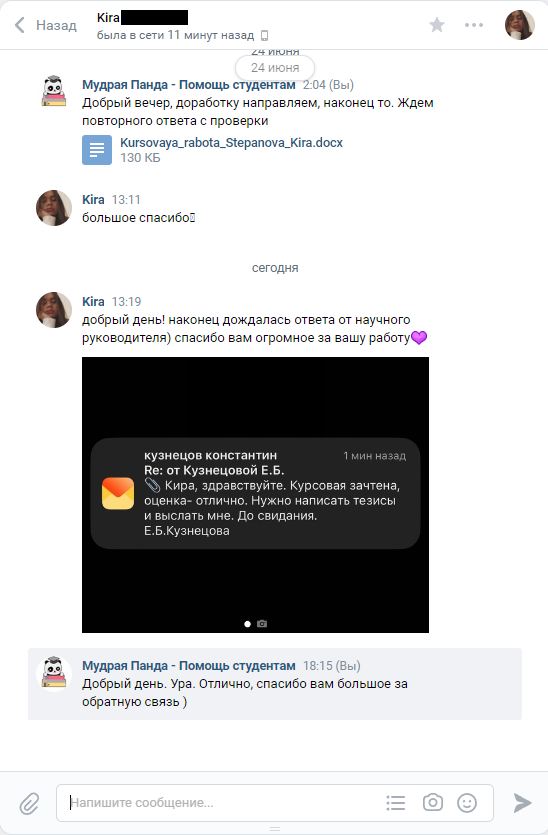 Назад
Kira
была в сети 11 минут назад
24 июня
24 июня
Мудрая Панда - Помощь студентам 2:04 (Вы)
Добрый вечер, доработку направляем, наконец то. Ждем
повторного ответа с проверки
Kursovaya_rabota_Stepanova_Kira.docx
130 КБ
Kira 13:11
большое спасибо
сегодня
Kira 13:19
добрый день! наконец дождалась ответа от научного
руководителя) спасибо вам огромное за вашу работу💜
кузнецов константин 1 мин назад
Re: от Кузнецовой Е.Б.
Кира, здравствуйте. Курсовая зачтена,
оценка- отлично. Нужно написать тезисы
и выслать мне. До свидания.
Е.Б.Кузнецова
Мудрая Панда - Помощь студентам 18:15 (Вы)
Добрый день. Ура. Отлично, спасибо вам большое за
обратную связь )
Напишите сообщение...